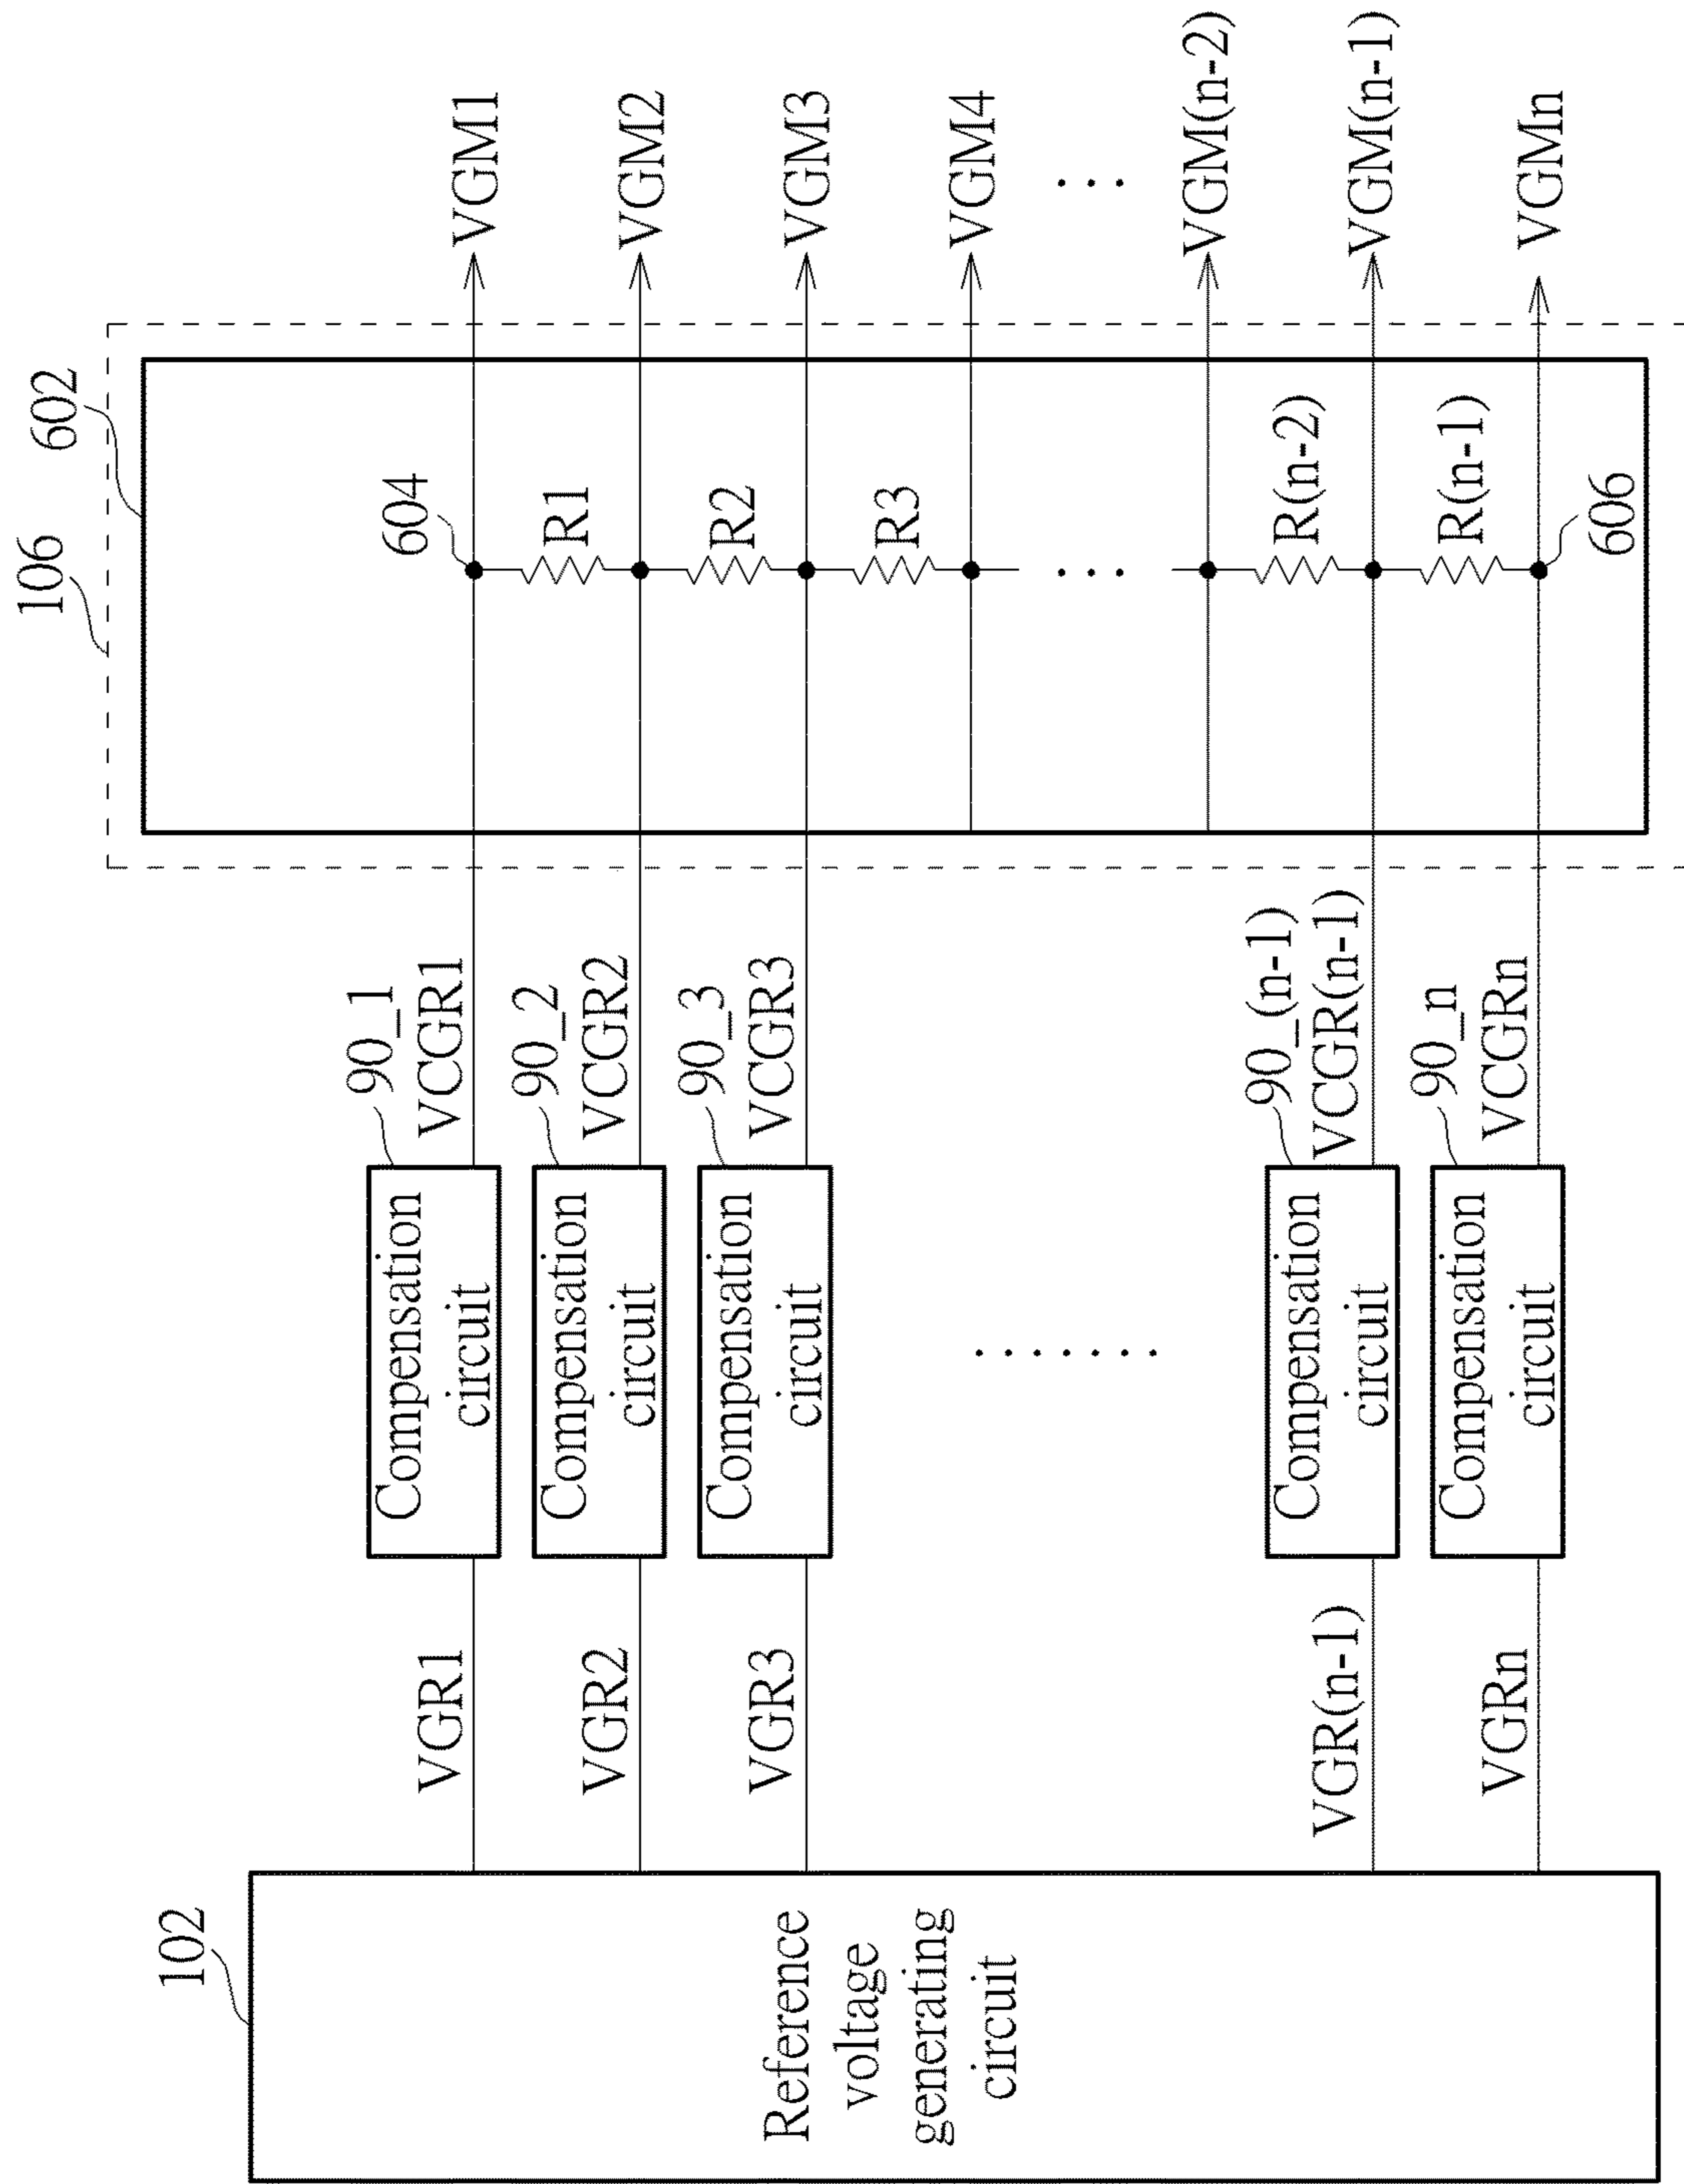 102
Reference
voltage
generating
circuit
VGR1
VGR2
VGR3
VGR(n-1)
VGRn
Compensation
circuit
Compensation
circuit
Compensation
circuit
.......
Compensation
circuit
Compensation
circuit
90_1
VCGR1
90_2
VCGR2
90_3
VCGR3
90_(n-1)
VCGR(n-1)
90_n
VCGRn
106
602
604
R1
R2
R3
...
R(n-2)
R(n-1)
606
VGM1
VGM2
VGM3
VGM4
...
VGM(n-2)
VGM(n-1)
VGMn